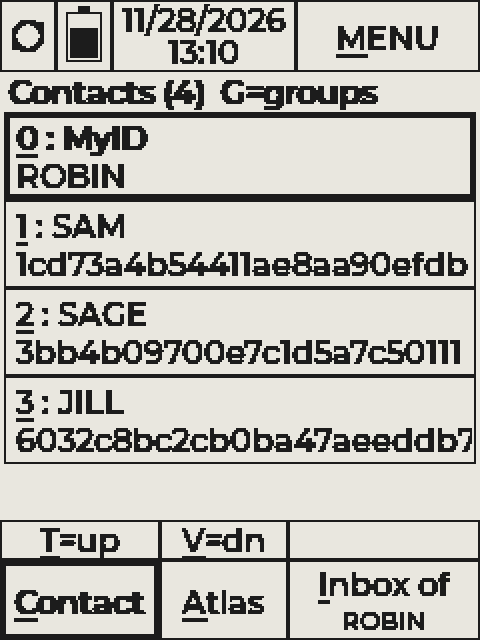 11/28/2026
13:10
MENU
Contacts (4) G=groups
0 : MyID
ROBIN
1 : SAM
1cd73a4b54411ae8aa90efdb
2 : SAGE
3bb4b09700e7c1d5a7c50111
3 : JILL
6032c8bc2cb0ba47aeeddb7
T=up
V=dn
Contact
Atlas
Inbox of
ROBIN